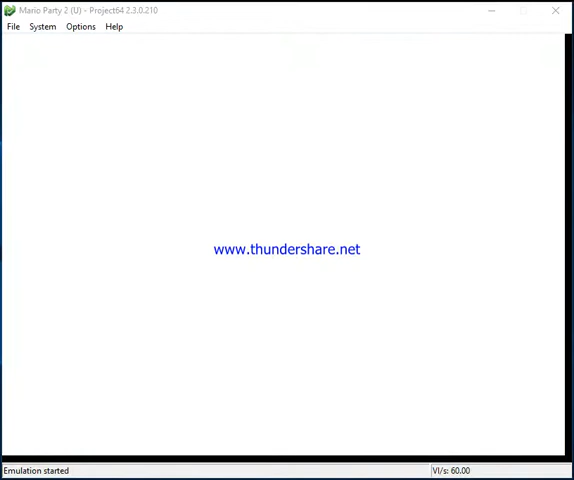 Mario Party 2 (U) - Project64 2.3.0.210
File System Options Help
www.thundershare.net
Emulation started VI/s: 60.00